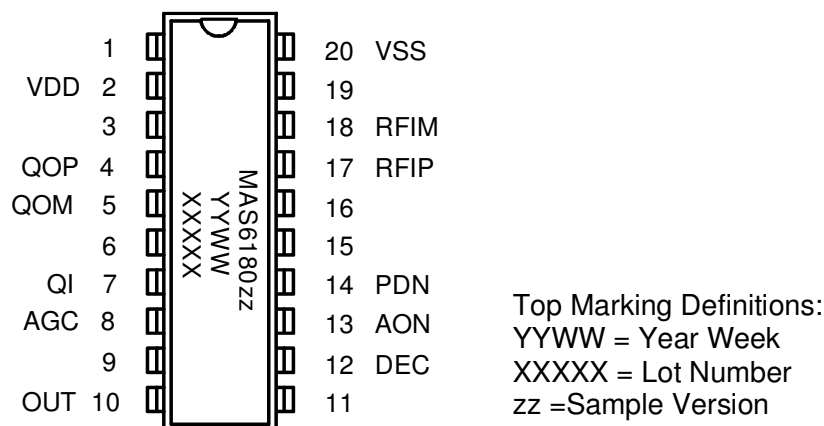 1
20 VSS
VDD 2
19
3
18 RFIM
QOP 4
17 RFIP
QOM 5
16
6
15
QI 7
14 PDN
AGC 8
13 AON
9
12 DEC
OUT 10
11
MAS6180zz
YYWW
XXXXX
Top Marking Definitions:
YYWW = Year Week
XXXXX = Lot Number
zz =Sample Version